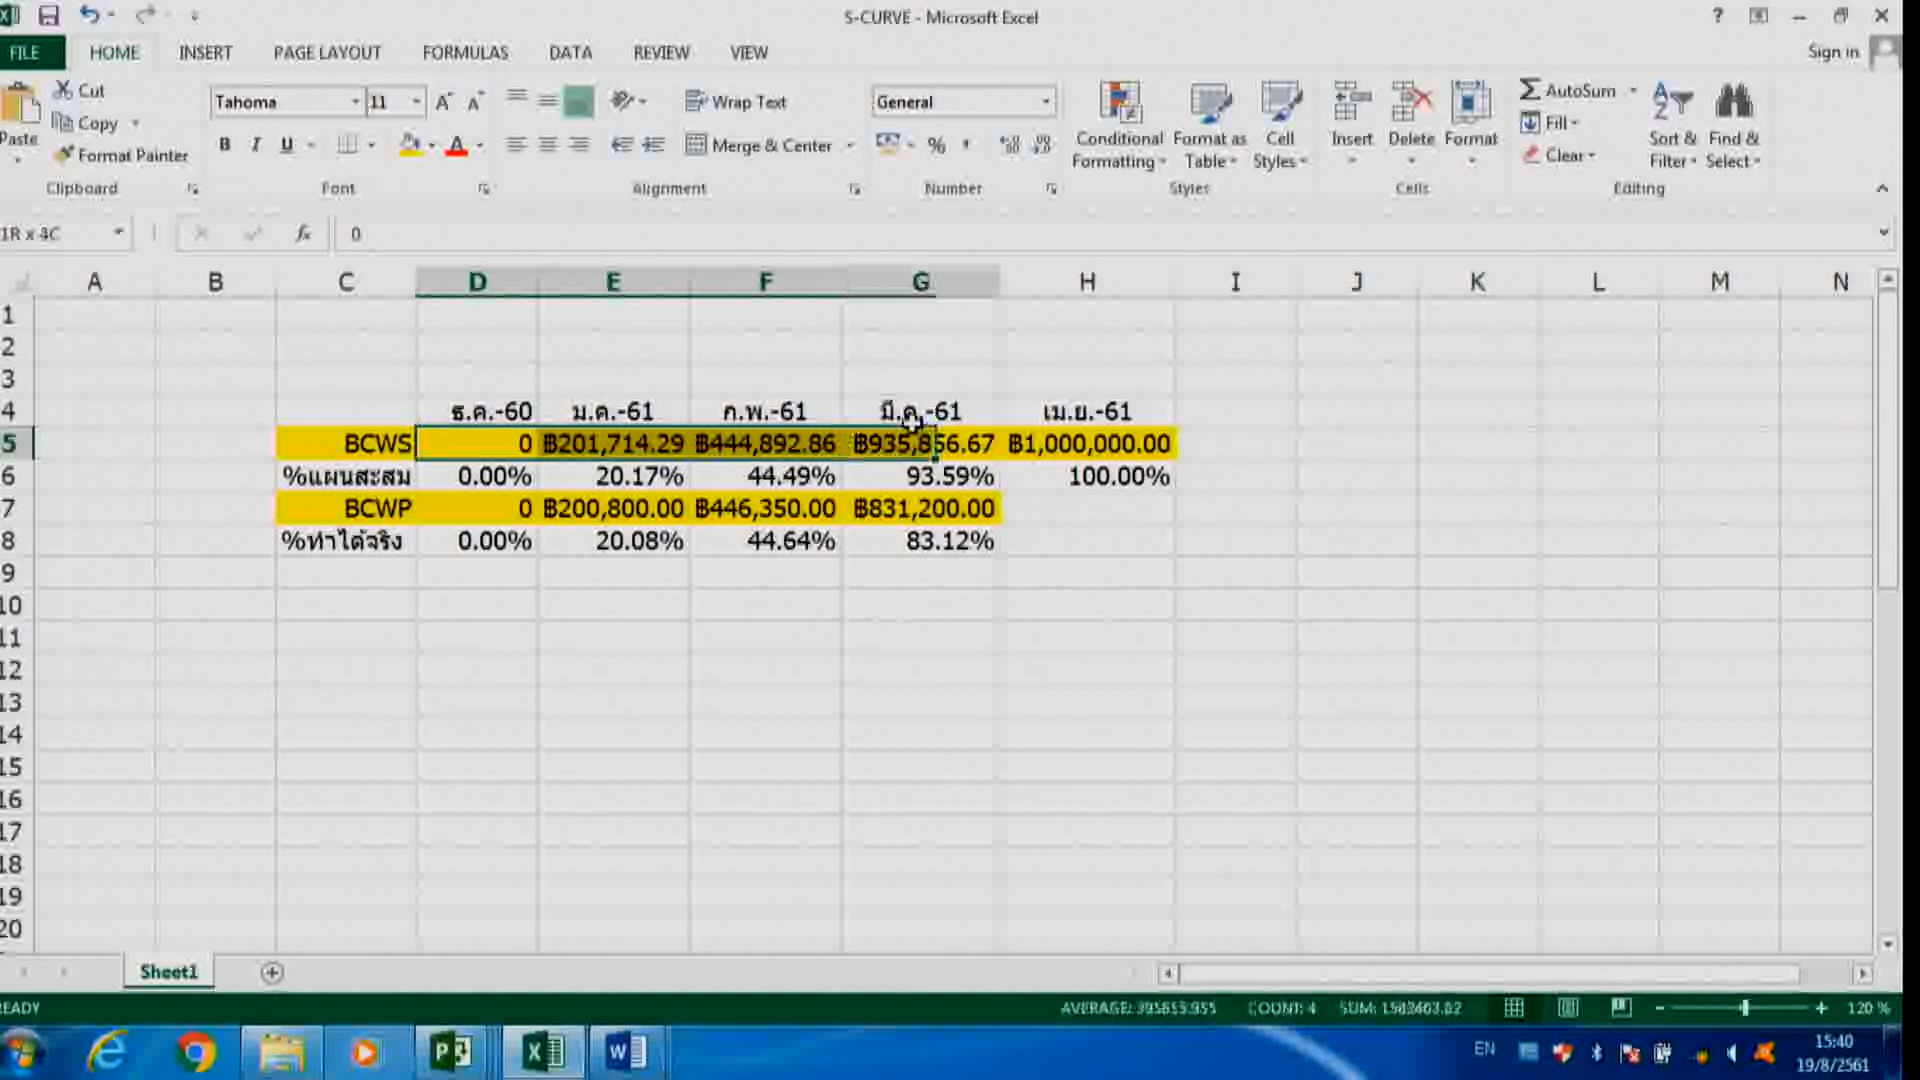 S-CURVE - Microsoft Excel
FILE HOME INSERT PAGE LAYOUT FORMULAS DATA REVIEW VIEW
Sign in
Paste
Cut
Copy
Format Painter
Clipboard
Tahoma 11
B I U
Font
Wrap Text
Merge & Center
Alignment
General
%
Number
Conditional Formatting
Format as Table
Cell Styles
Styles
Insert Delete Format
Cells
AutoSum
Fill
Clear
Sort & Filter
Find & Select
Editing
1R x 4C fx 0
A B C D E F G H I J K L M N
1
2
3
4 ธ.ค.-60 ม.ค.-61 ก.พ.-61 มี.ค.-61 เม.ย.-61
5 BCWS 0 ฿201,714.29 ฿444,892.86 ฿935,856.67 ฿1,000,000.00
6 %แผนสะสม 0.00% 20.17% 44.49% 93.59% 100.00%
7 BCWP 0 ฿200,800.00 ฿446,350.00 ฿831,200.00
8 %ทำได้จริง 0.00% 20.08% 44.64% 83.12%
9
10
11
12
13
14
15
16
17
18
19
20
Sheet1
READY COUNT: 4 120 %
EN 15:40
19/8/2561